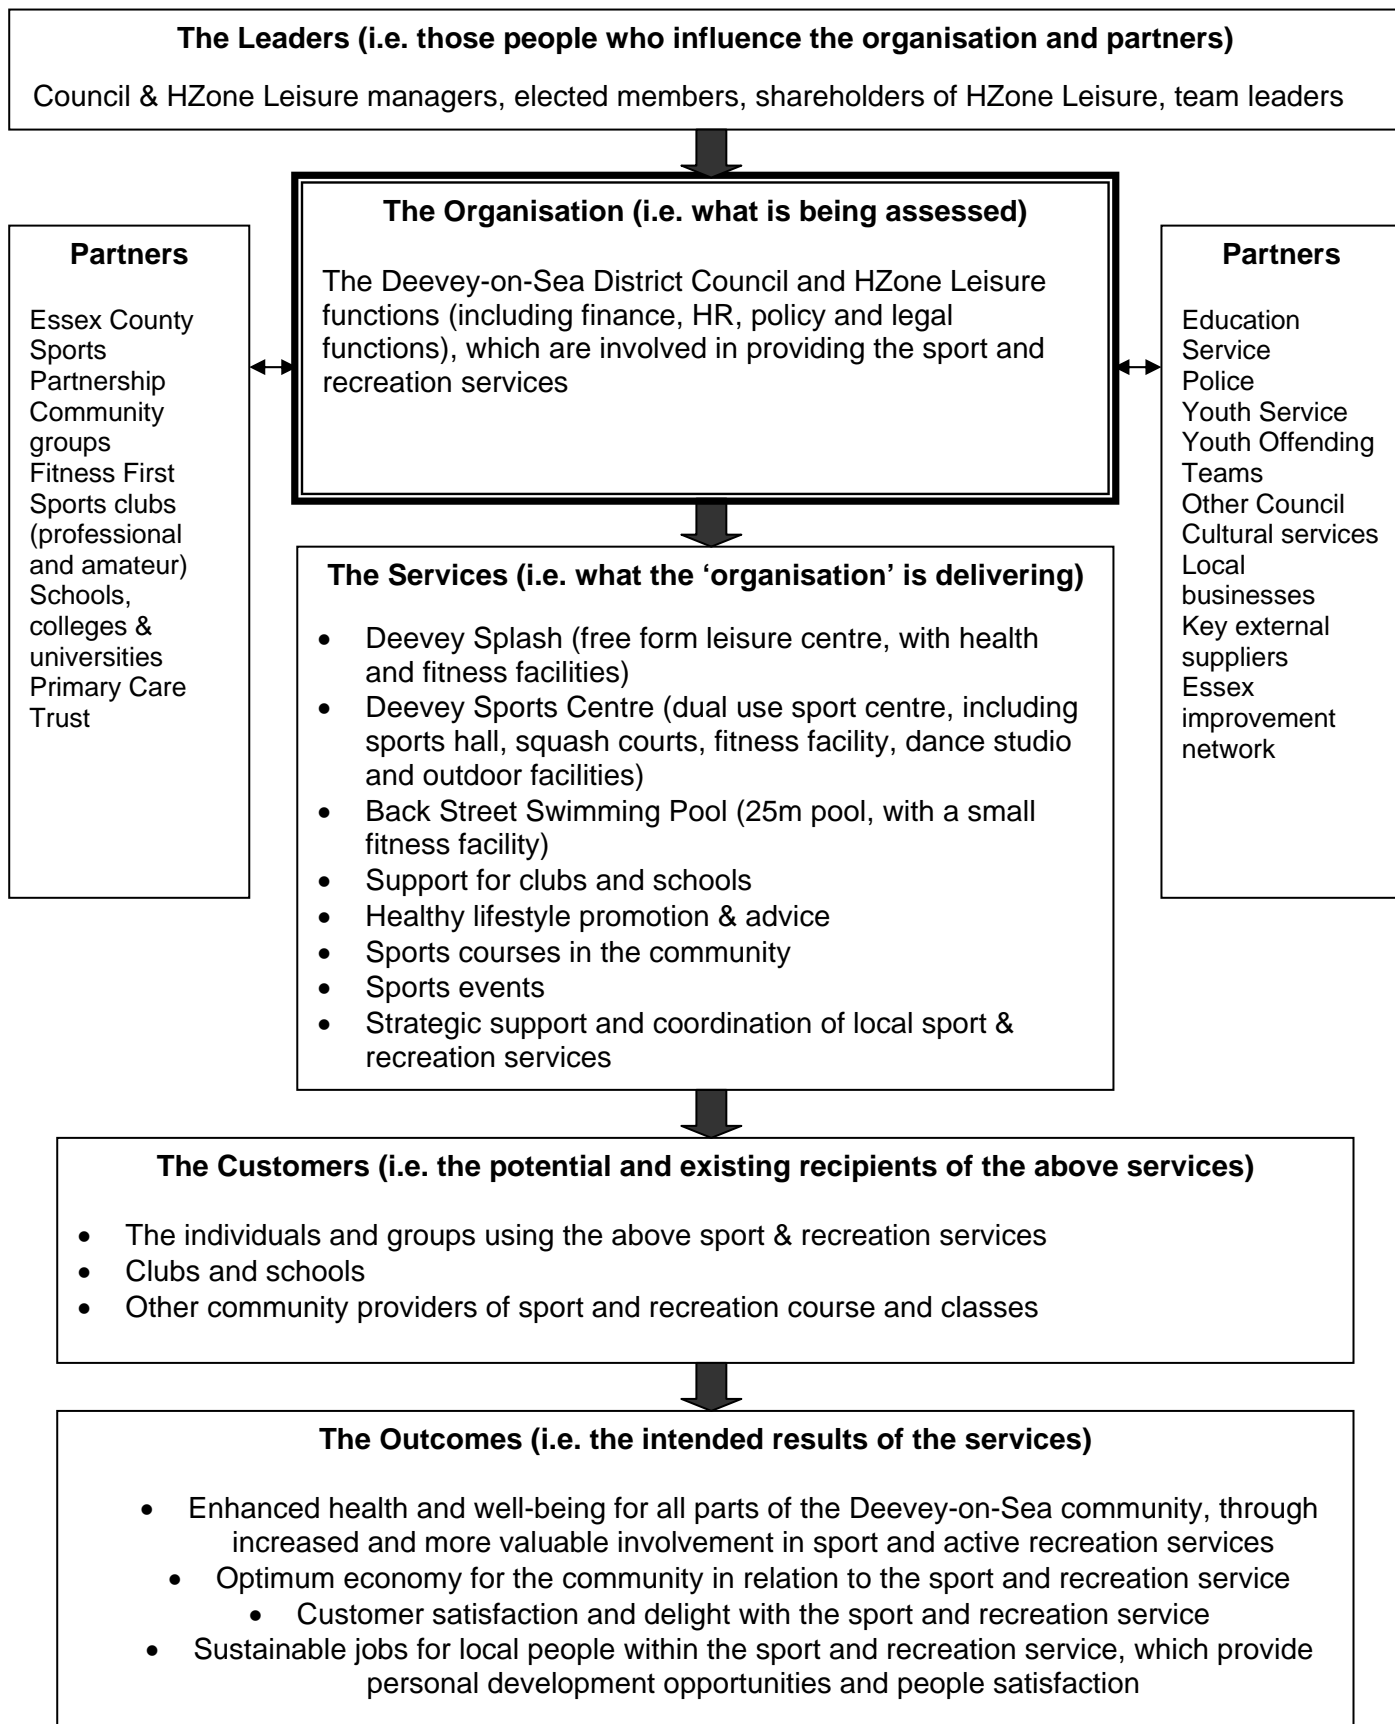 The Leaders (i.e. those people who influence the organisation and partners)
Council & HZone Leisure managers, elected members, shareholders of HZone Leisure, team leaders
The Organisation (i.e. what is being assessed)
The Deevey-on-Sea District Council and HZone Leisure
functions (including finance, HR, policy and legal
functions), which are involved in providing the sport and
recreation services
Partners
Essex County
Sports
Partnership
Community
groups
Fitness First
Sports clubs
(professional
and amateur)
Schools,
colleges &
universities
Primary Care
Trust
Partners
Education
Service
Police
Youth Service
Youth Offending
Teams
Other Council
Cultural services
Local
businesses
Key external
suppliers
Essex
improvement
network
The Services (i.e. what the ‘organisation’ is delivering)
• Deevey Splash (free form leisure centre, with health
and fitness facilities)
• Deevey Sports Centre (dual use sport centre, including
sports hall, squash courts, fitness facility, dance studio
and outdoor facilities)
• Back Street Swimming Pool (25m pool, with a small
fitness facility)
• Support for clubs and schools
• Healthy lifestyle promotion & advice
• Sports courses in the community
• Sports events
• Strategic support and coordination of local sport &
recreation services
The Customers (i.e. the potential and existing recipients of the above services)
• The individuals and groups using the above sport & recreation services
• Clubs and schools
• Other community providers of sport and recreation course and classes
The Outcomes (i.e. the intended results of the services)
• Enhanced health and well-being for all parts of the Deevey-on-Sea community, through
increased and more valuable involvement in sport and active recreation services
• Optimum economy for the community in relation to the sport and recreation service
• Customer satisfaction and delight with the sport and recreation service
• Sustainable jobs for local people within the sport and recreation service, which provide
personal development opportunities and people satisfaction